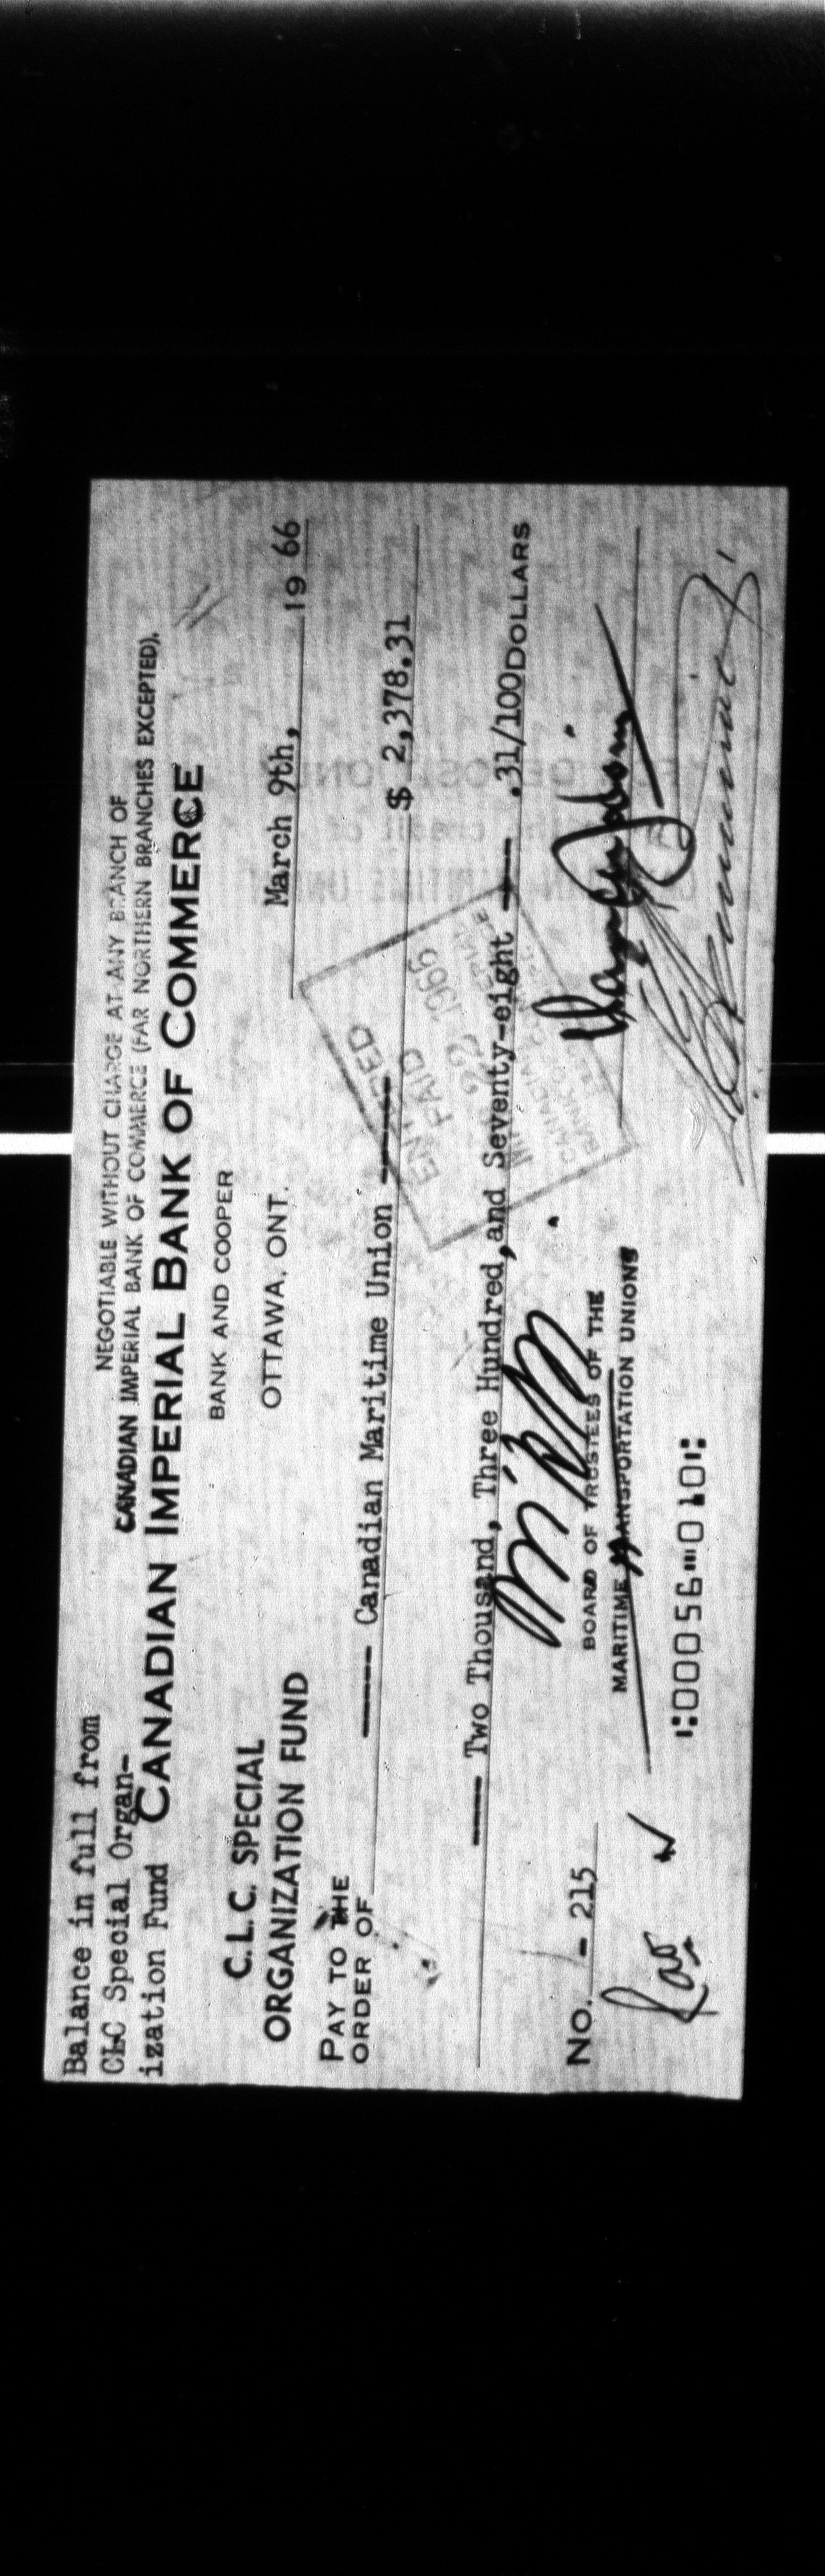 Balance in full from
CLC Special Organ-
ization Fund
NEGOTIABLE WITHOUT CHARGE AT ANY BRANCH OF
CANADIAN IMPERIAL BANK OF COMMERCE (FAR NORTHERN BRANCHES EXCEPTED).
CANADIAN IMPERIAL BANK OF COMMERCE
BANK AND COOPER
OTTAWA, ONT.
C.L.C. SPECIAL
ORGANIZATION FUND
March 9th, 19 66
PAY TO THE
ORDER OF ---- Canadian Maritime Union ---- $ 2,378.31
---- Two Thousand, Three Hundred, and Seventy-eight ---- .31/100 DOLLARS
ENTERED
PAID
BOARD OF TRUSTEES OF THE
MARITIME TRANSPORTATION UNIONS
No. - 215
⑆00056⑉010⑆